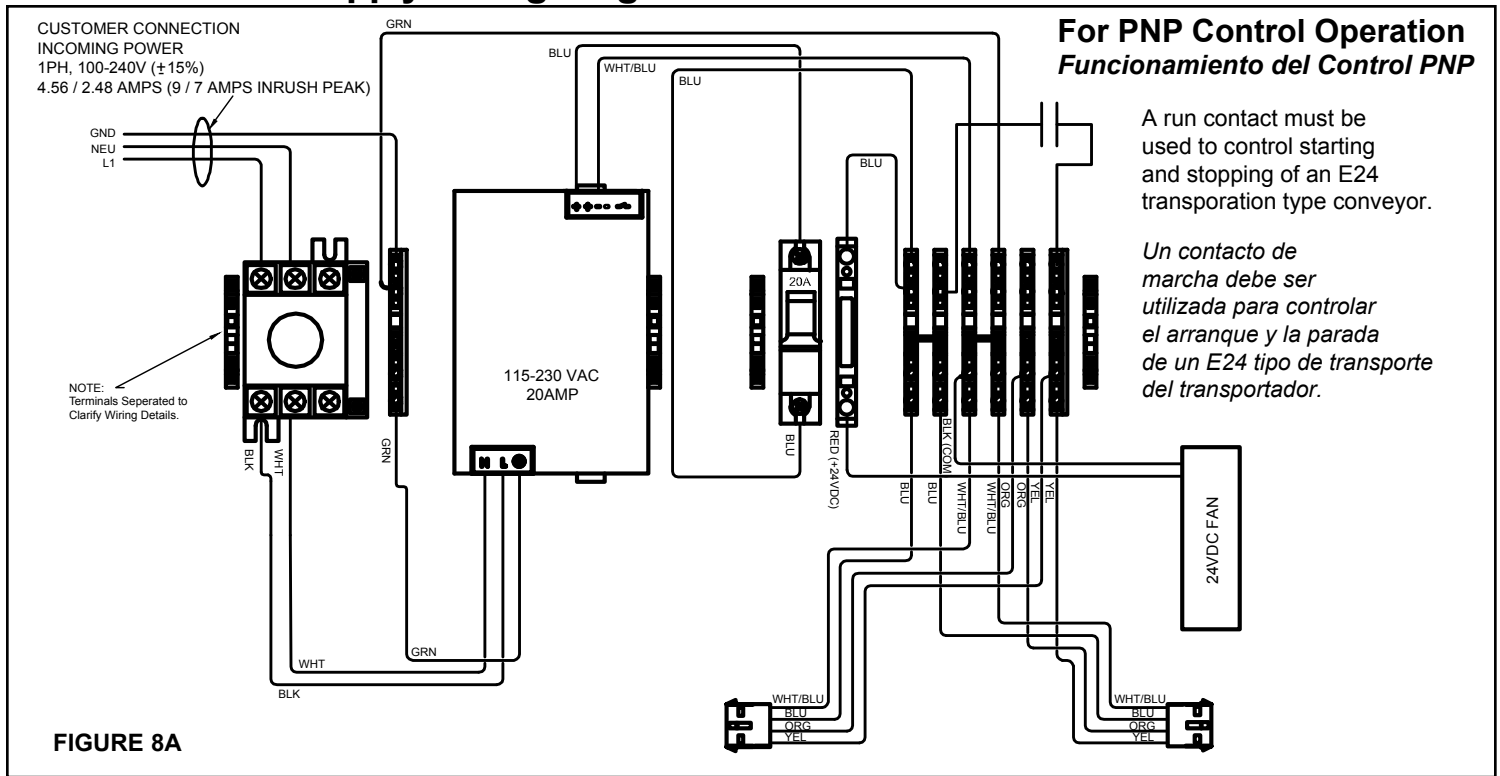 CUSTOMER CONNECTION
INCOMING POWER
1PH, 100-240V (±15%)
4.56 / 2.48 AMPS (9 / 7 AMPS INRUSH PEAK)
GND
NEU
L1
GRN
BLU
WHT/BLU
BLU
BLU
For PNP Control Operation
Funcionamiento del Control PNP
A run contact must be
used to control starting
and stopping of an E24
transporation type conveyor.
Un contacto de
marcha debe ser
utilizada para controlar
el arranque y la parada
de un E24 tipo de transporte
del transportador.
NOTE:
Terminals Seperated to
Clarify Wiring Details.
115-230 VAC
20AMP
N L
20A
BLK
WHT
GRN
BLU
RED (+24VDC)
BLU
BLK (COM
BLU
WHT/BLU
WHT/BLU
ORG
ORG
YEL
YEL
24VDC FAN
GRN
WHT
BLK
WHT/BLU
BLU
ORG
YEL
WHT/BLU
BLU
ORG
YEL
FIGURE 8A